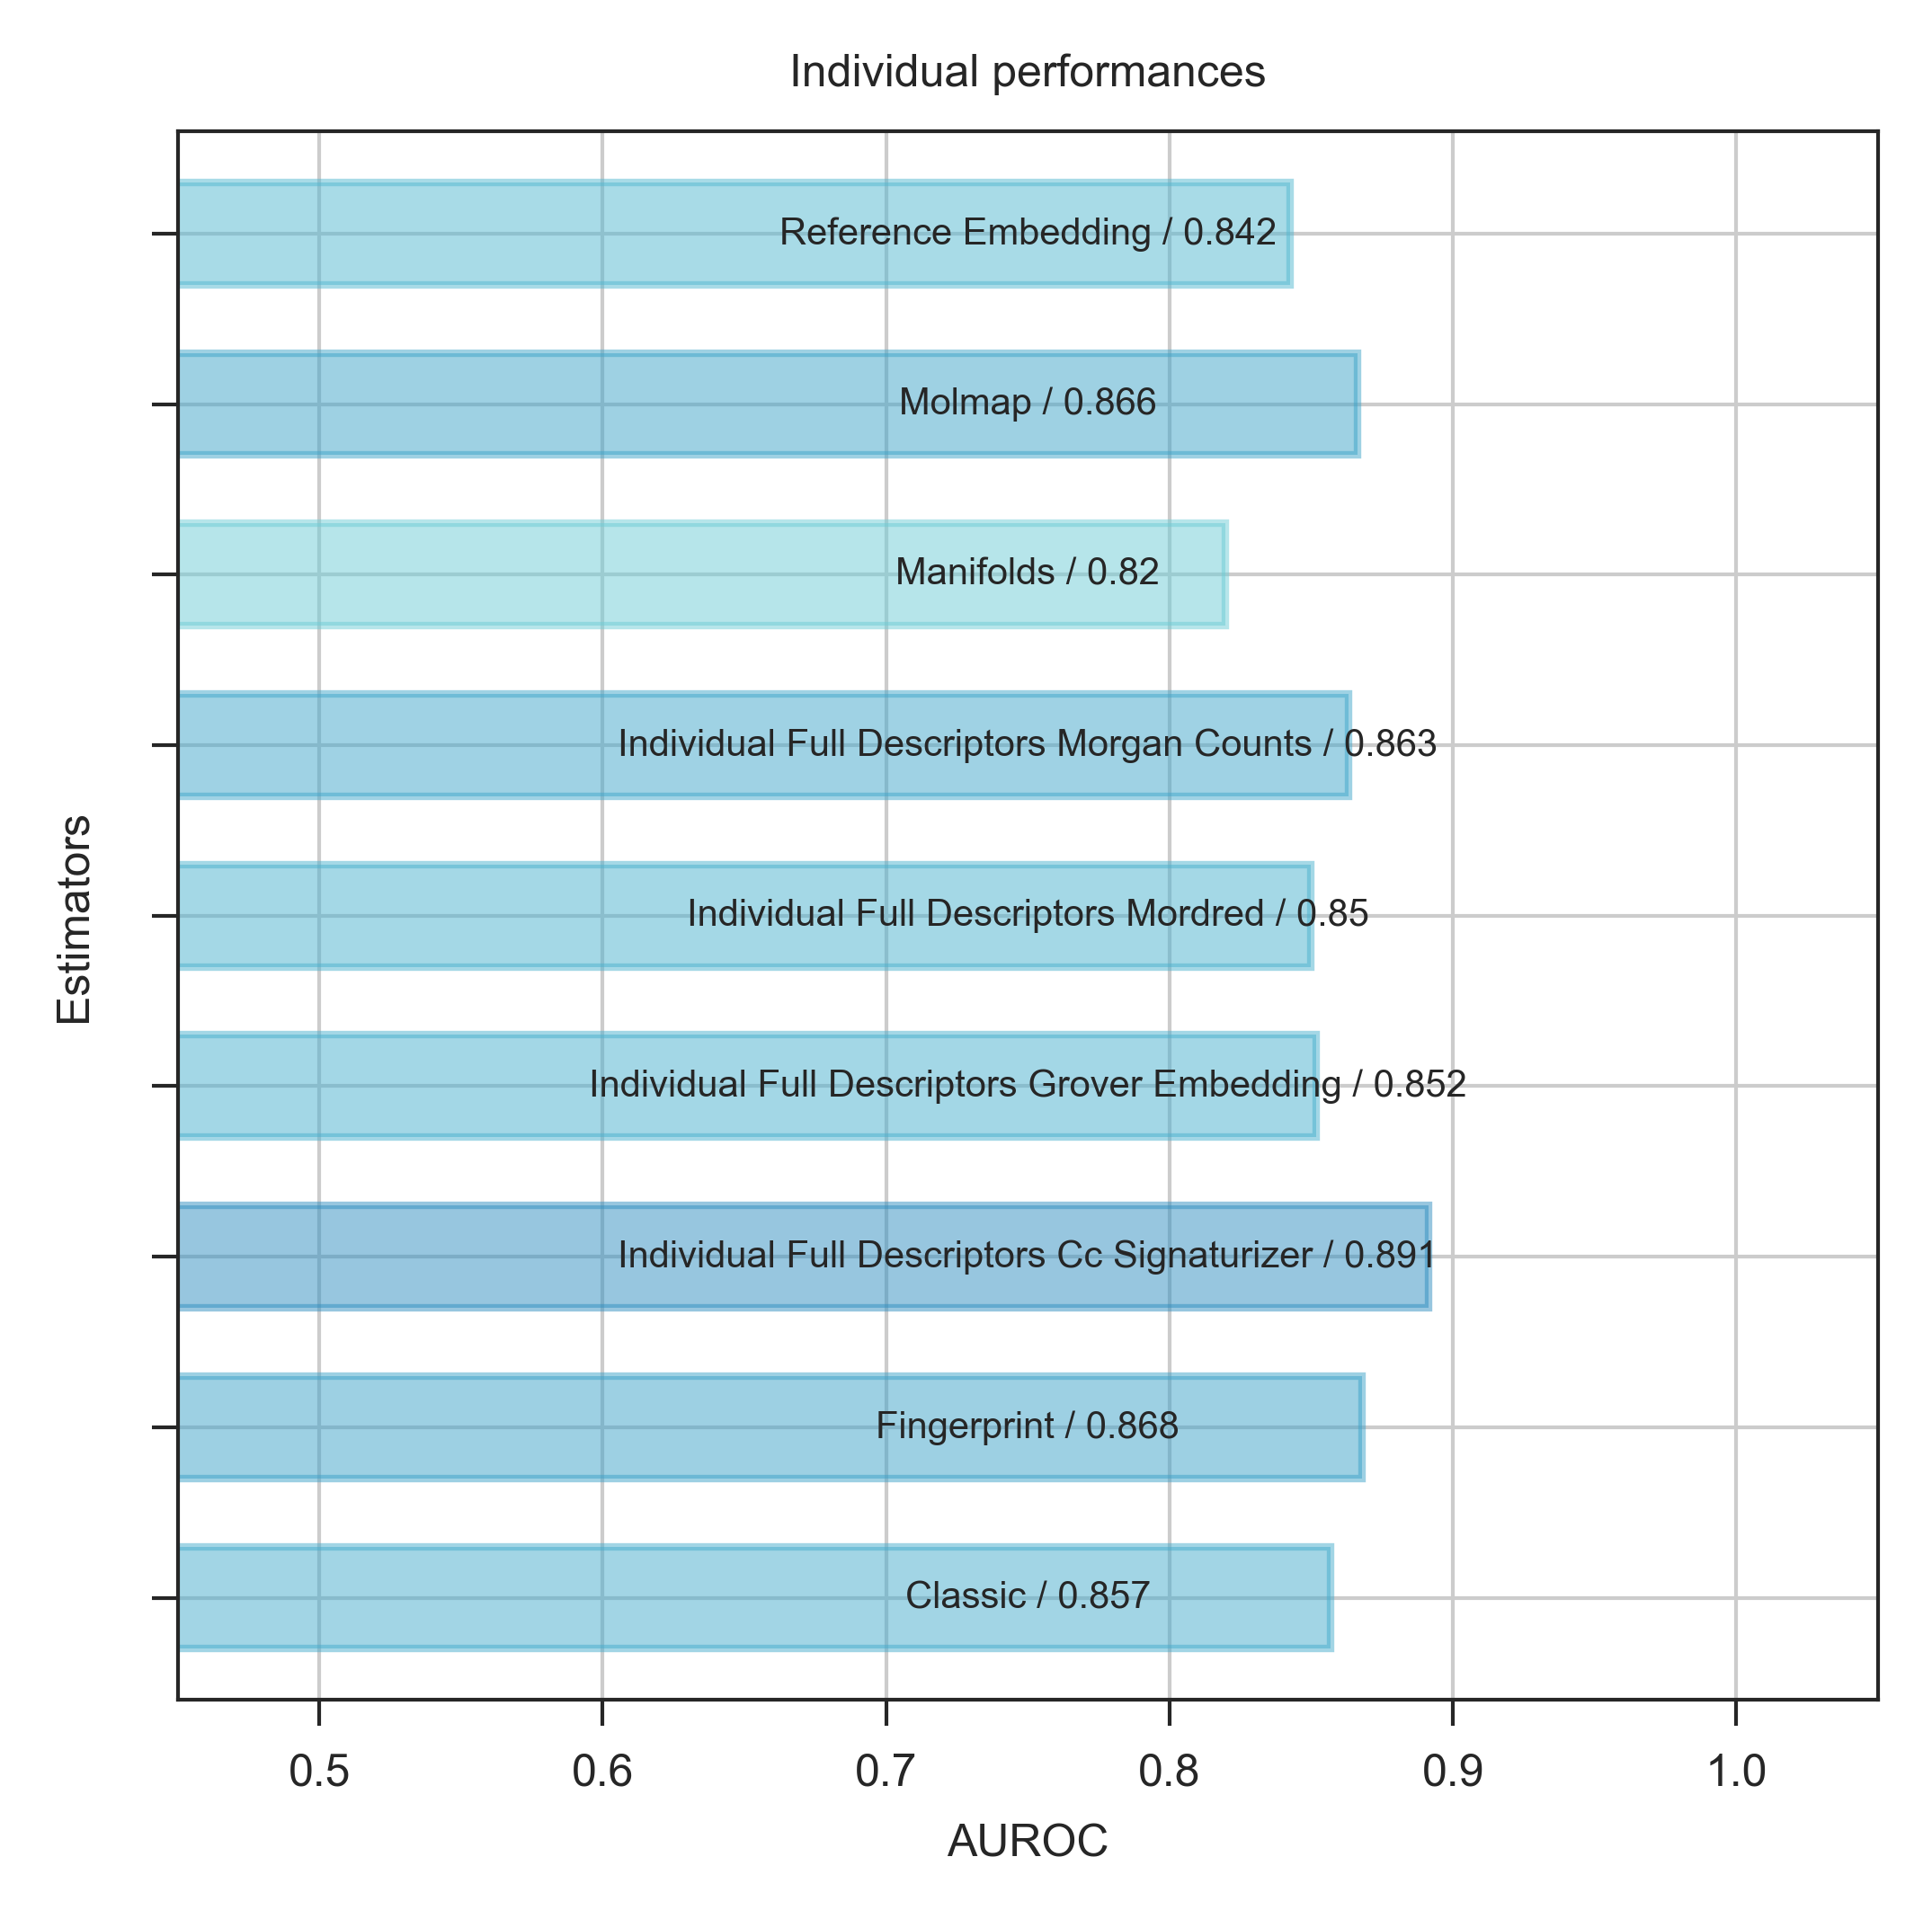 Individual performances
Reference Embedding / 0.842
Molmap / 0.866
Manifolds / 0.82
Individual Full Descriptors Morgan Counts / 0.863
Individual Full Descriptors Mordred / 0.85
Individual Full Descriptors Grover Embedding / 0.852
Individual Full Descriptors Cc Signaturizer / 0.891
Fingerprint / 0.868
Classic / 0.857
Estimators
0.5 0.6 0.7 0.8 0.9 1.0
AUROC